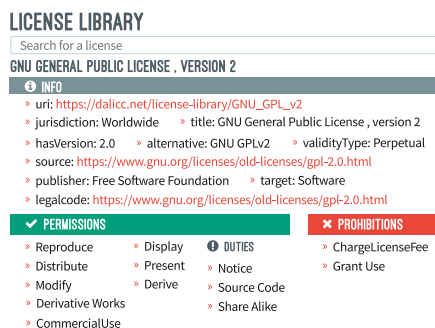 LICENSE LIBRARY
Search for a license
GNU GENERAL PUBLIC LICENSE , VERSION 2
INFO
» uri: https://dalicc.net/license-library/GNU_GPL_v2
» jurisdiction: Worldwide » title: GNU General Public License , version 2
» hasVersion: 2.0 » alternative: GNU GPLv2 » validityType: Perpetual
» source: https://www.gnu.org/licenses/old-licenses/gpl-2.0.html
» publisher: Free Software Foundation » target: Software
» legalcode: https://www.gnu.org/licenses/old-licenses/gpl-2.0.html
PERMISSIONS
» Reproduce
» Distribute
» Modify
» Derivative Works
» CommercialUse
» Display
» Present
» Derive
DUTIES
» Notice
» Source Code
» Share Alike
PROHIBITIONS
» ChargeLicenseFee
» Grant Use